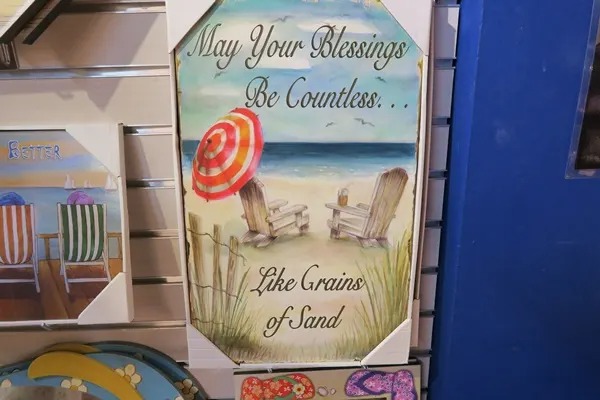 May Your Blessings
Be Countless...
Like Grains
of Sand
BETTER